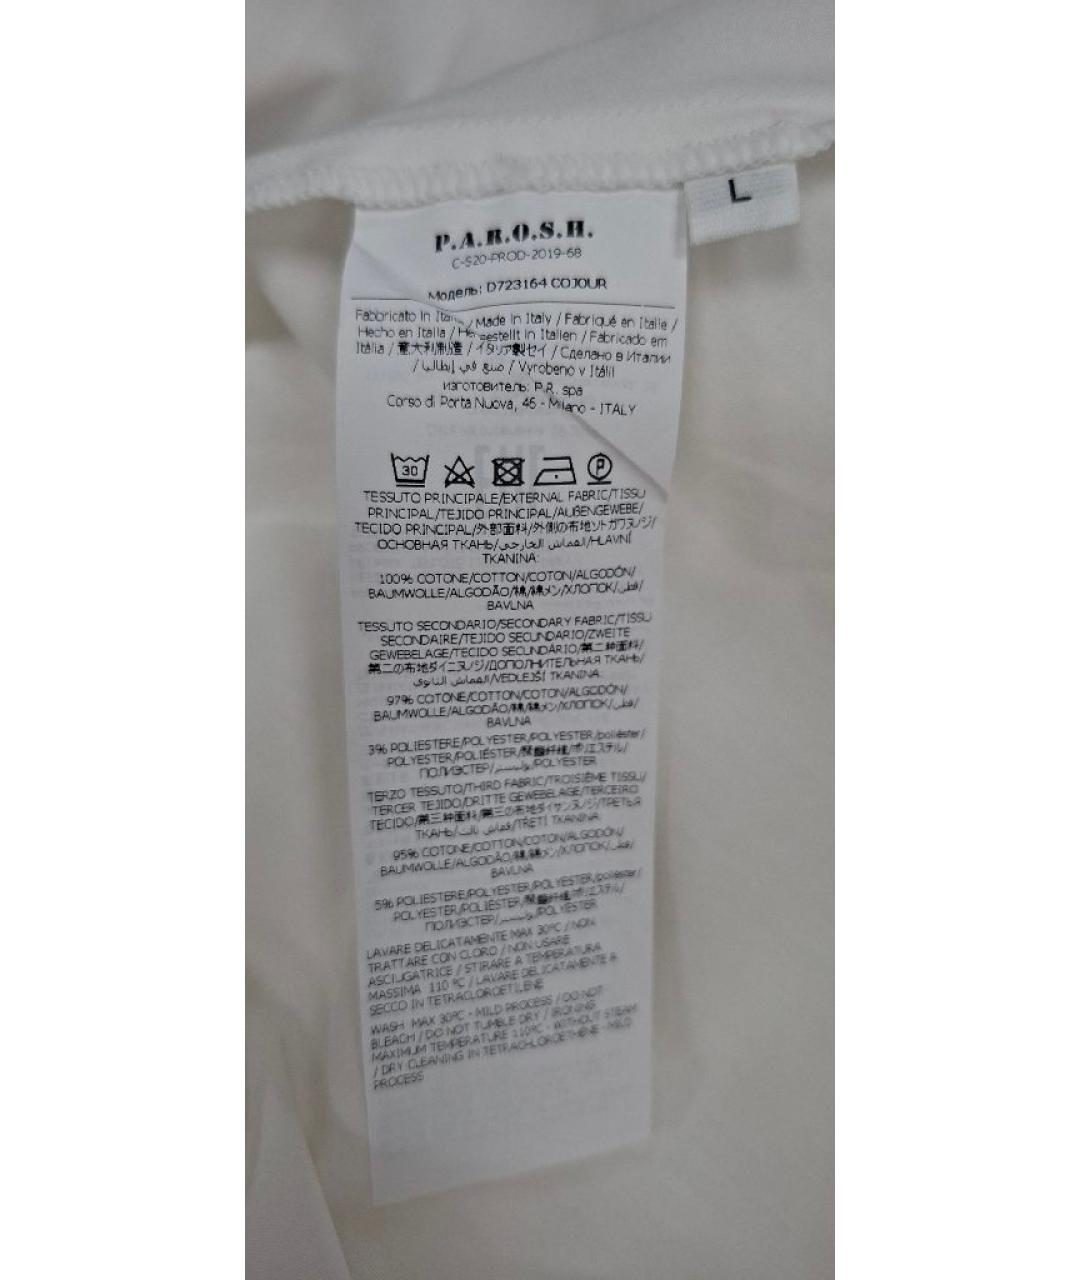 L
P.A.R.O.S.H.
C-S20-PROD-2019-68
Модель: D723164 COJOUR
Fabbricato in / Made in Italy / Fabriqué en Italie /
Hecho en Italia / in Italien / Fabricado em
Itália / 意大利制造 / イタリア製セイ / Сделано в Италии
/ صنع في إيطاليا / Vyrobeno v Itálii
изготовитель: P.R. spa
Corso di Porta Nuova, 46 - Milano - ITALY
30
P
TESSUTO PRINCIPALE/EXTERNAL FABRIC/TISSU
PRINCIPAL/TEJIDO PRINCIPAL/AUßENGEWEBE/
TECIDO PRINCIPAL/外部面料/外側の布地ソトガワヌノジ/
ОСНОВНАЯ ТКАНЬ/القماش الخارجي/HLAVNÍ
TKANINA:
100% COTONE/COTTON/COTON/ALGODÓN/
BAUMWOLLE/ALGODÃO/棉/綿メン/ХЛОПОК/قطن/
BAVLNA
TESSUTO SECONDARIO/SECONDARY FABRIC/TISSU
SECONDAIRE/TEJIDO SECUNDARIO/ZWEITE
GEWEBELAGE/TECIDO SECUNDÁRIO/第二种面料/
第二の布地ダイニヌノジ/ДОПОЛНИТЕЛЬНАЯ ТКАНЬ/
القماش الثانوي/VEDLEJŠÍ TKANINA:
97% COTONE/COTTON/COTON/ALGODÓN/
BAUMWOLLE/ALGODÃO/棉/綿メン/ХЛОПОК/قطن/
BAVLNA
3% POLIESTERE/POLYESTER/POLYESTER/poliéster/
POLYESTER/POLIÉSTER/聚酯纤维/ポリエステル/
ПОЛИЭСТЕР/بوليستر/POLYESTER
TERZO TESSUTO/THIRD FABRIC/TROISIÈME TISSU/
TERCER TEJIDO/DRITTE GEWEBELAGE/TERCEIRO
TECIDO/第三种面料/第三の布地ダイサンヌノジ/ТРЕТЬЯ
ТКАНЬ/قماش ثالث/TŘETÍ TKANINA:
95% COTONE/COTTON/COTON/ALGODÓN/
BAUMWOLLE/ALGODÃO/棉/綿メン/ХЛОПОК/قطن/
BAVLNA
5% POLIESTERE/POLYESTER/POLYESTER/poliéster/
POLYESTER/POLIÉSTER/聚酯纤维/ポリエステル/
ПОЛИЭСТЕР/بوليستر/POLYESTER
LAVARE DELICATAMENTE MAX 30°C / NON
TRATTARE CON CLORO / NON USARE
ASCIUGATRICE / STIRARE A TEMPERATURA
MASSIMA 110 °C / LAVARE DELICATAMENTE A
SECCO IN TETRACLOROETILENE
WASH MAX 30°C - MILD PROCESS / DO NOT
BLEACH / DO NOT TUMBLE DRY / IRONING
MAXIMUM TEMPERATURE 110°C - WITHOUT STEAM
/ DRY CLEANING IN TETRACHLOROETHENE - MILD
PROCESS